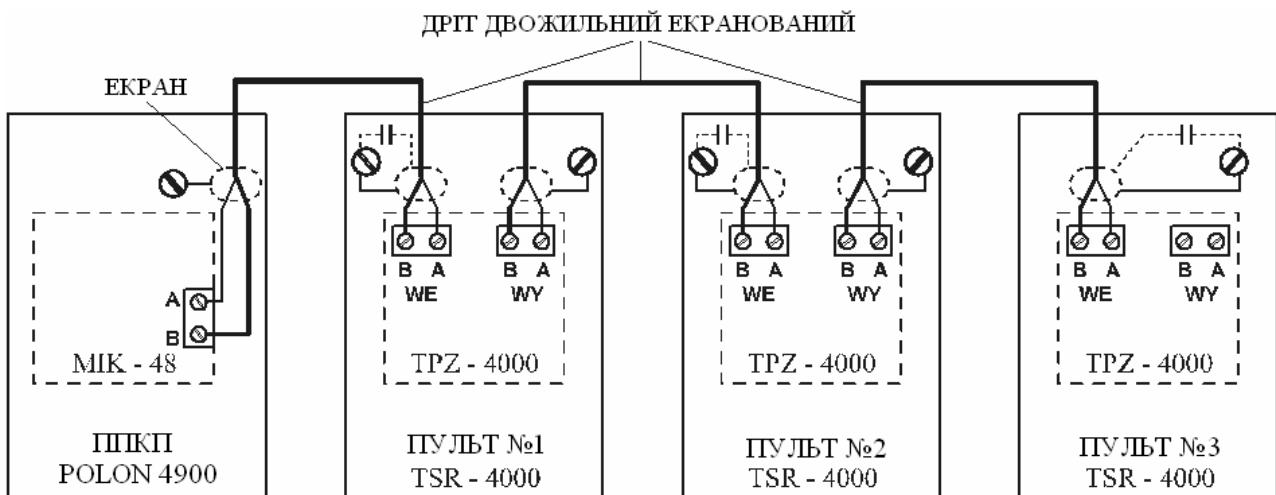 ДРІТ ДВОЖИЛЬНИЙ ЕКРАНОВАНИЙ
ЕКРАН
A
B
MIK - 48
ППКП
POLON 4900
B A B A
WE WY
TPZ - 4000
ПУЛЬТ №1
TSR - 4000
B A B A
WE WY
TPZ - 4000
ПУЛЬТ №2
TSR - 4000
B A B A
WE WY
TPZ - 4000
ПУЛЬТ №3
TSR - 4000